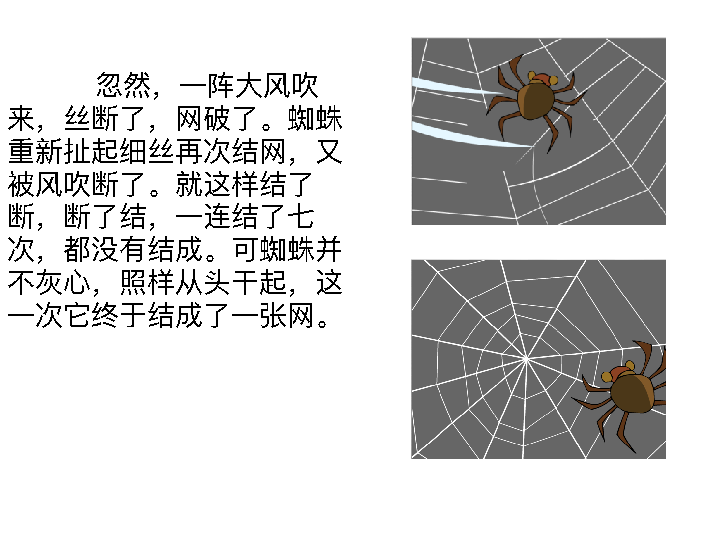 忽然，一阵大风吹
来，丝断了，网破了。蜘蛛
重新扯起细丝再次结网，又
被风吹断了。就这样结了
断，断了结，一连结了七
次，都没有结成。可蜘蛛并
不灰心，照样从头干起，这
一次它终于结成了一张网。